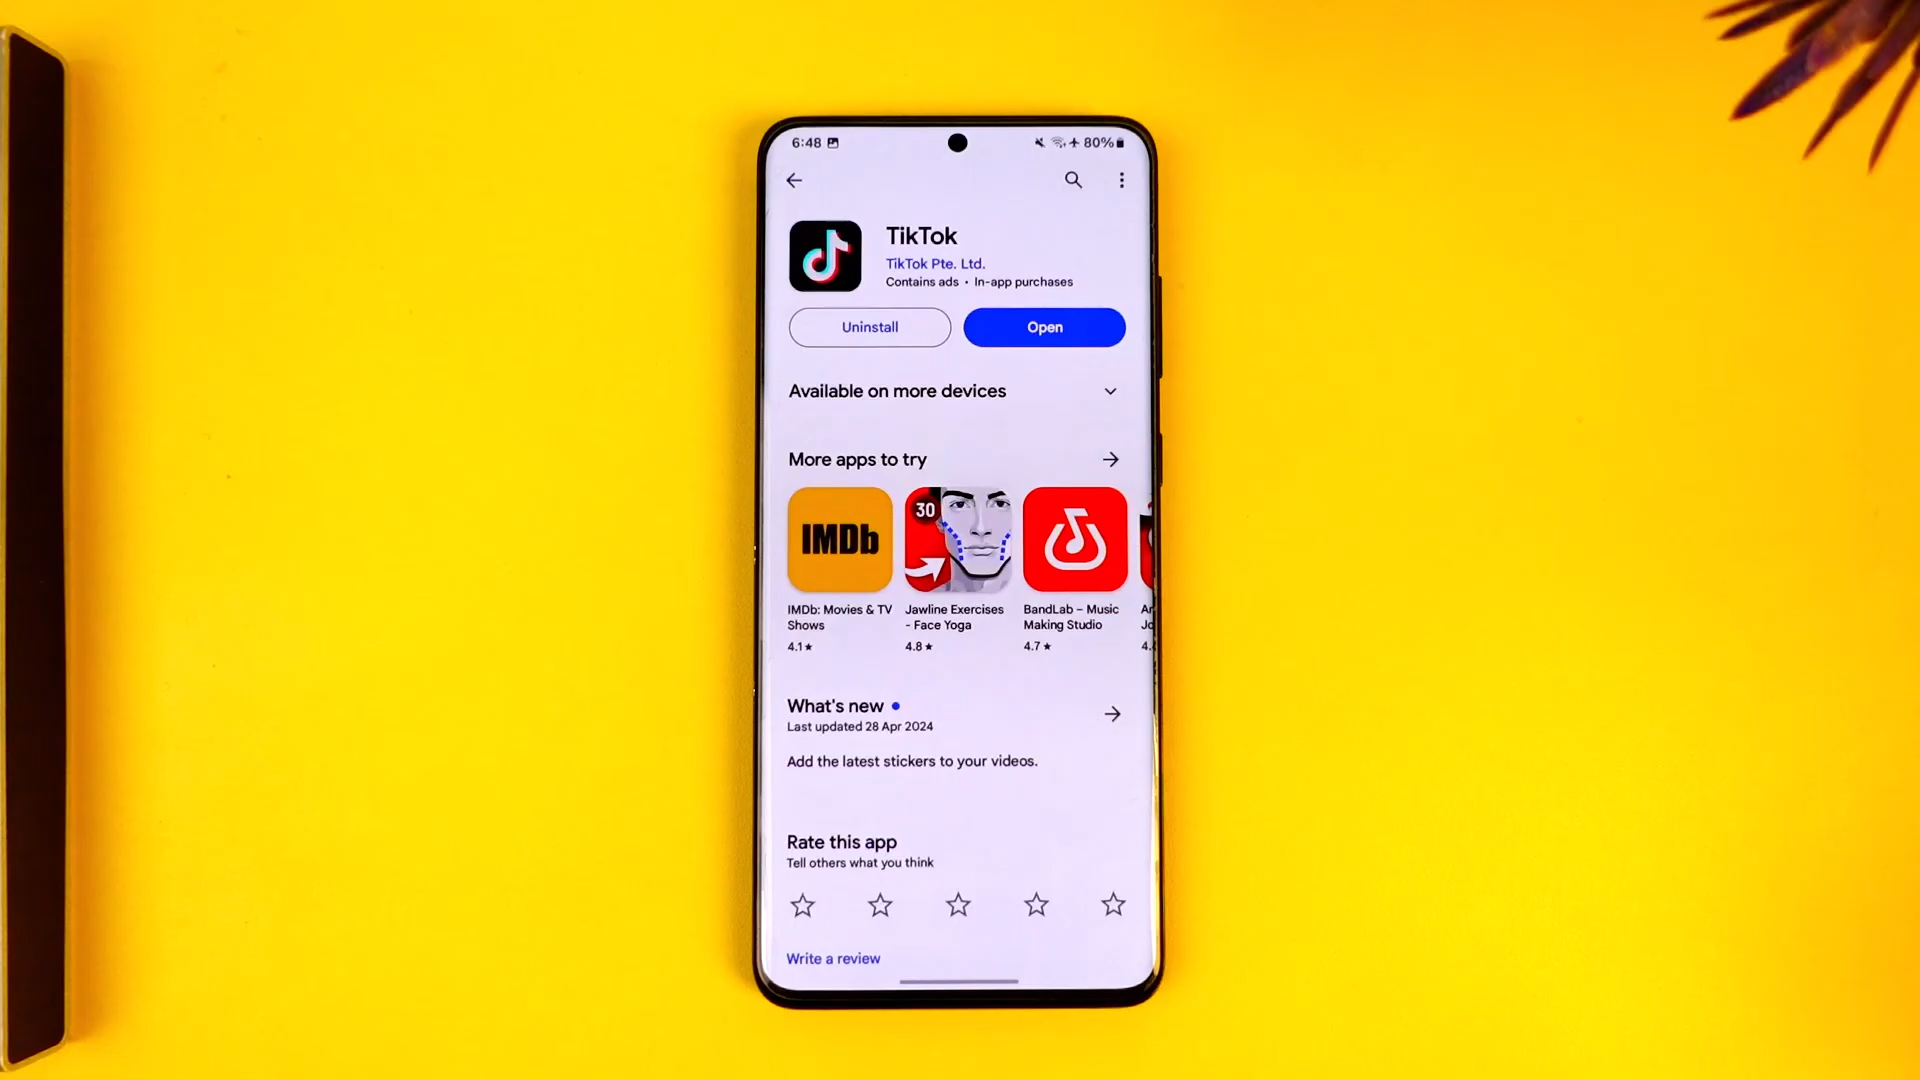 6:48
80%
TikTok
TikTok Pte. Ltd.
Contains ads • In-app purchases
Uninstall
Open
Available on more devices
More apps to try
IMDb
30
IMDb: Movies & TV
Shows
4.1★
Jawline Exercises
- Face Yoga
4.8★
BandLab – Music
Making Studio
4.7★
What's new
Last updated 28 Apr 2024
Add the latest stickers to your videos.
Rate this app
Tell others what you think
Write a review